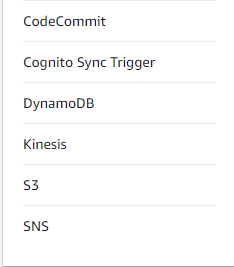 CodeCommit
Cognito Sync Trigger
DynamoDB
Kinesis
S3
SNS